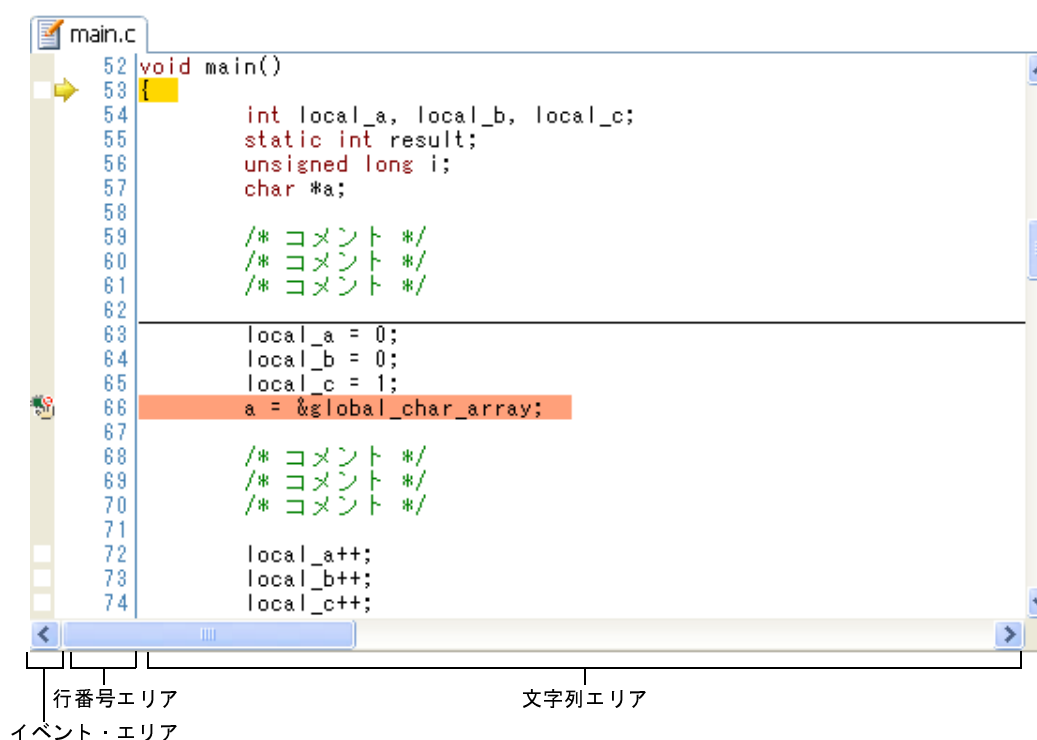 main.c
52 void main()
53 {
54 int local_a, local_b, local_c;
55 static int result;
56 unsigned long i;
57 char *a;
58
59 /* コメント */
60 /* コメント */
61 /* コメント */
62
63 local_a = 0;
64 local_b = 0;
65 local_c = 1;
66 a = &global_char_array;
67
68 /* コメント */
69 /* コメント */
70 /* コメント */
71
72 local_a++;
73 local_b++;
74 local_c++;
行番号エリア 文字列エリア
イベント・エリア